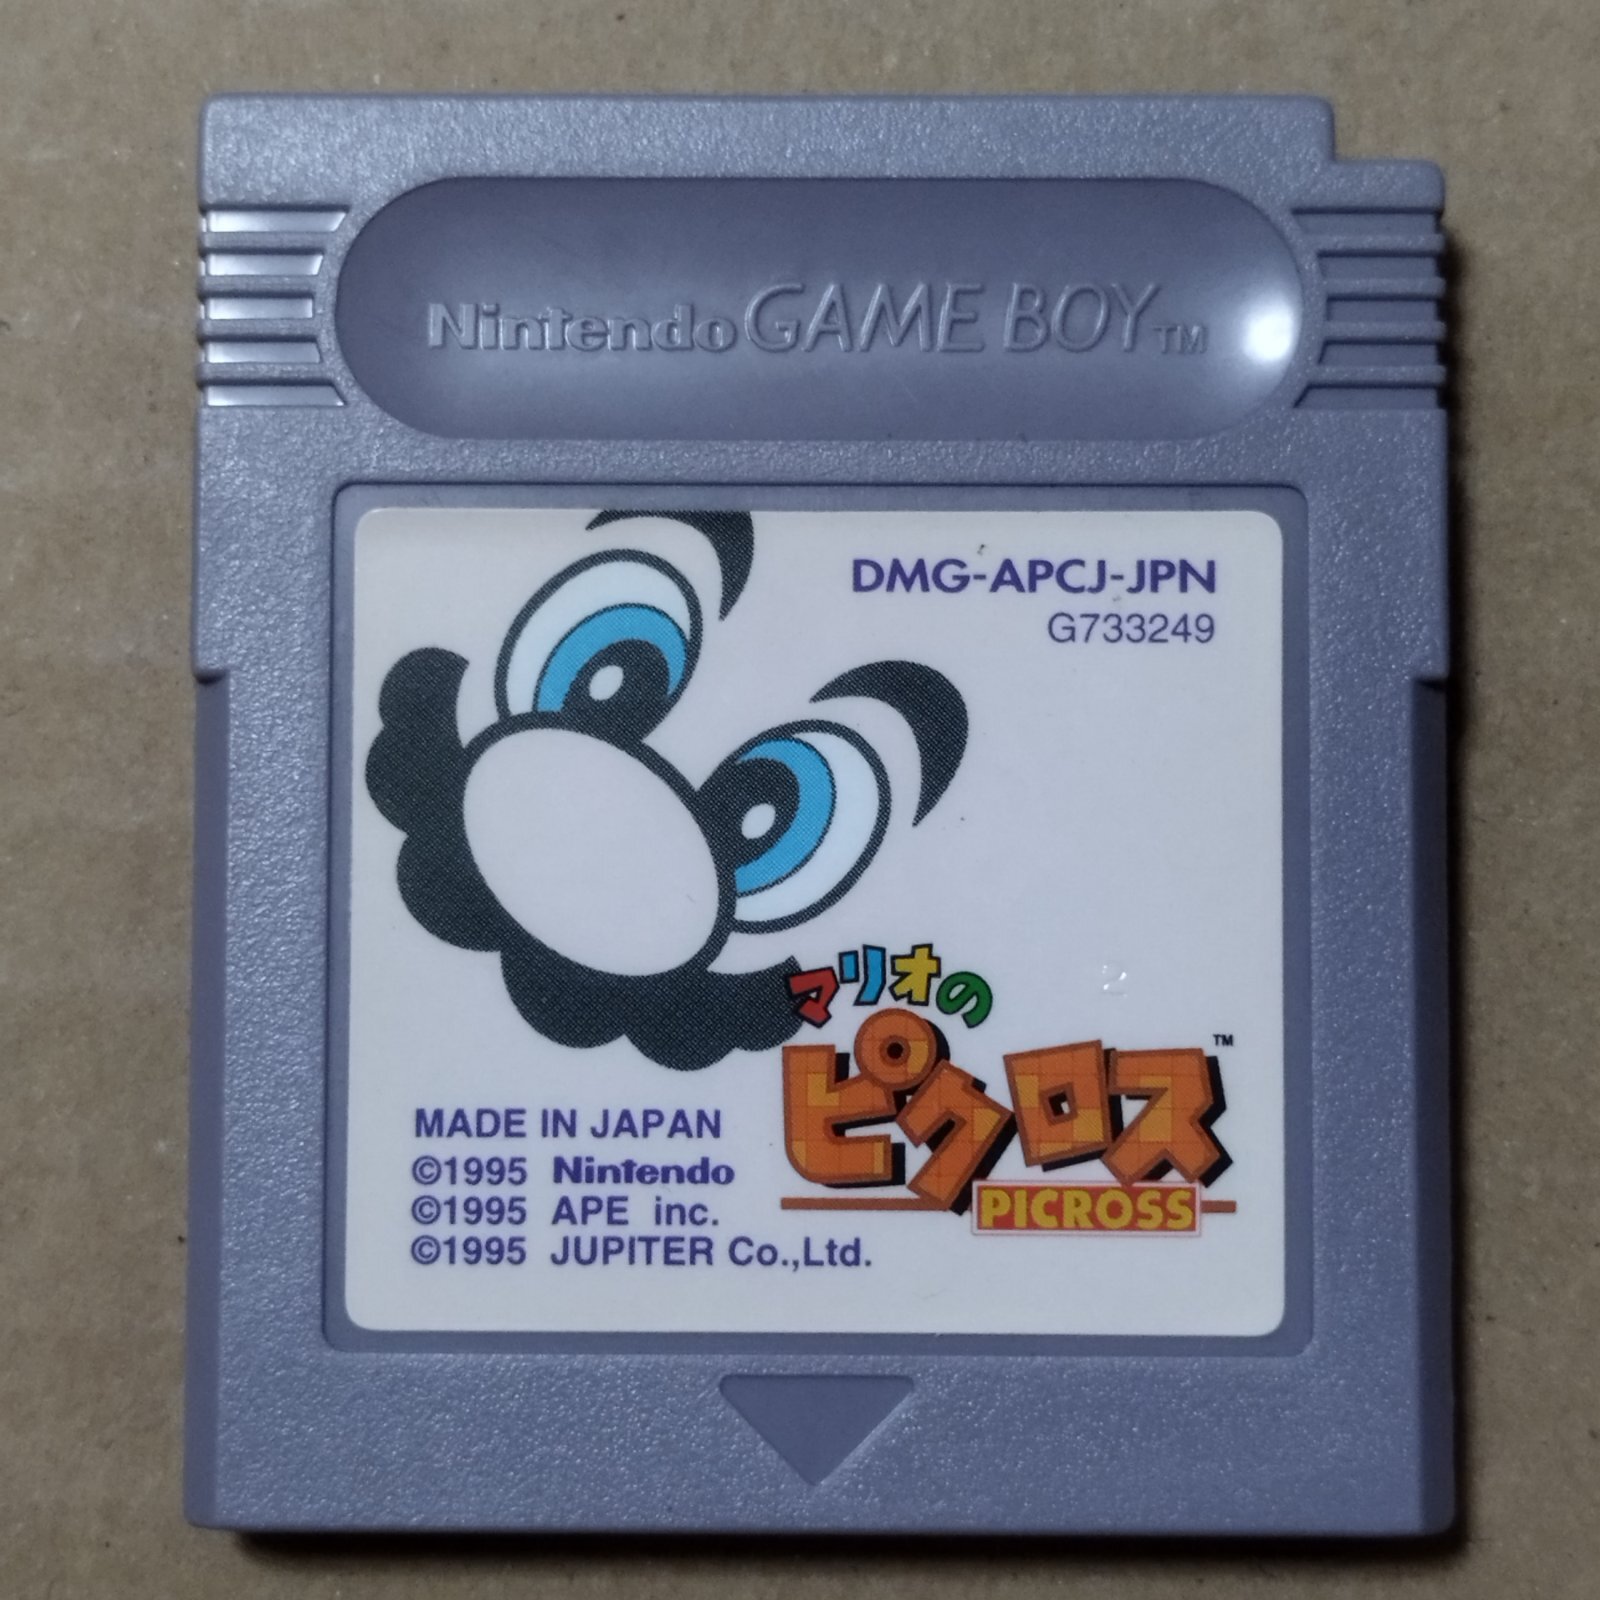 Nintendo GAME BOY TM
DMG-APCJ-JPN
G733249
マリオの
ピクロス TM
PICROSS
2
MADE IN JAPAN
©1995 Nintendo
©1995 APE inc.
©1995 JUPITER Co.,Ltd.